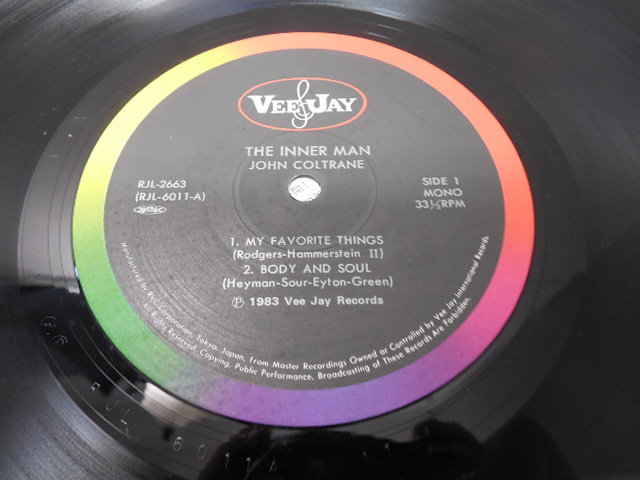 VEE JAY
THE INNER MAN
JOHN COLTRANE
RJL-2663
(RJL-6011-A)
SIDE 1
MONO
33⅓RPM
1. MY FAVORITE THINGS
(Rodgers-Hammerstein II)
2. BODY AND SOUL
(Heyman-Sour-Eyton-Green)
Ⓟ 1983 Vee Jay Records
Manufactured by RVC Corporation, Tokyo, Japan, from Master Recordings Owned or Controlled by Vee Jay International Records.
All Rights Reserved. Copying, Public Performance, Broadcasting of These Records Are Forbidden.
6011A